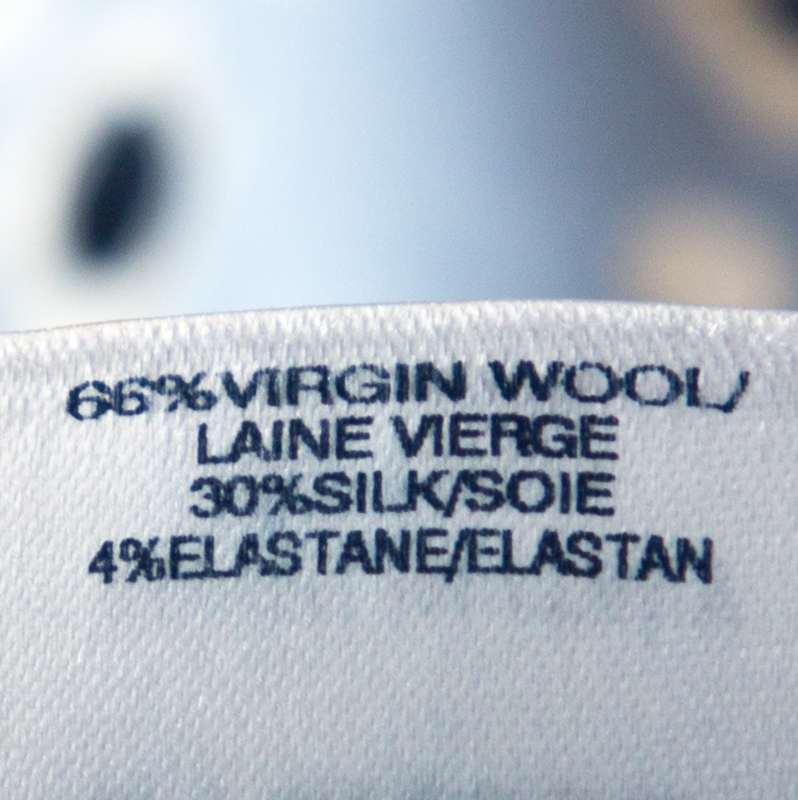 66%VIRGIN WOOL/
LAINE VIERGE
30%SILK/SOIE
4%ELASTANE/ELASTAN